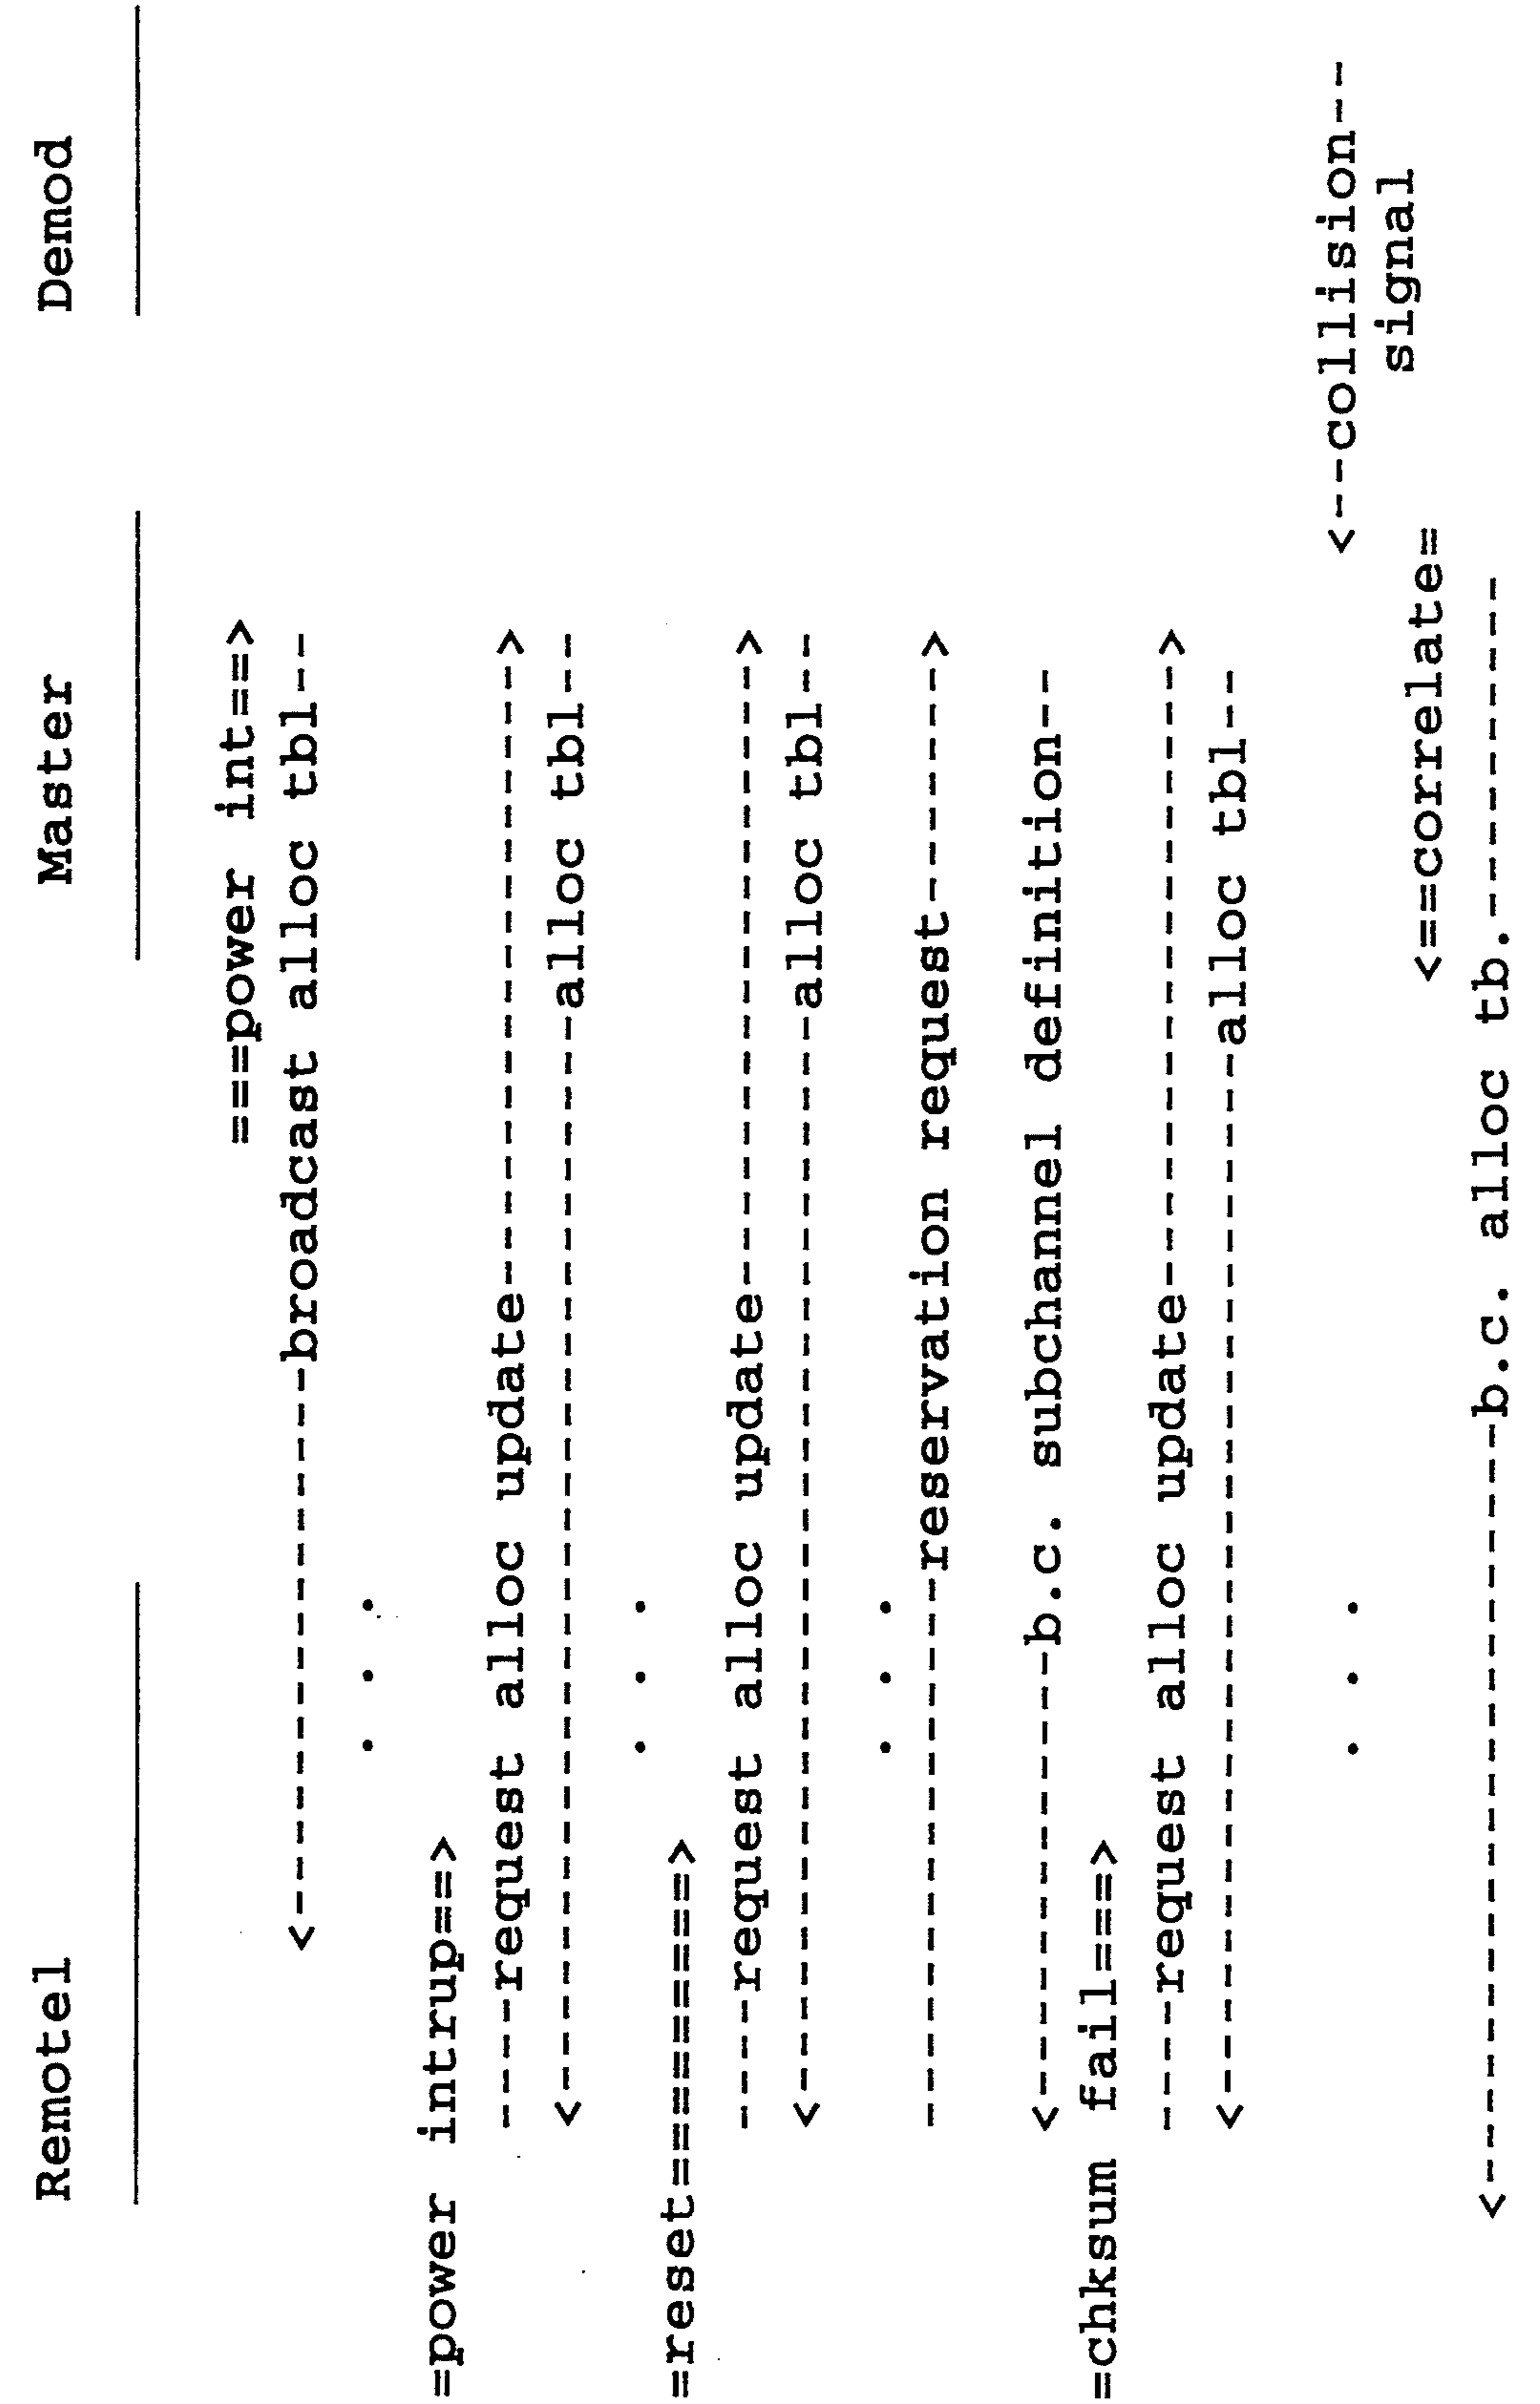 Remotel Master Demod
===power int==>
<----------------broadcast alloc tbl--
. . .
=power intrup==>
----request alloc update------------------>
<------------------------------alloc tbl--
. . .
=reset=========>
----request alloc update------------------>
<------------------------------alloc tbl--
. . .
---------------reservation request-------->
<------------b.c. subchannel definition--
=chksum fail===>
----request alloc update------------------>
<-----------------------------alloc tbl--
. . .
<---collision--
signal
<==correlate=
<----------------------b.c. alloc tb.----------